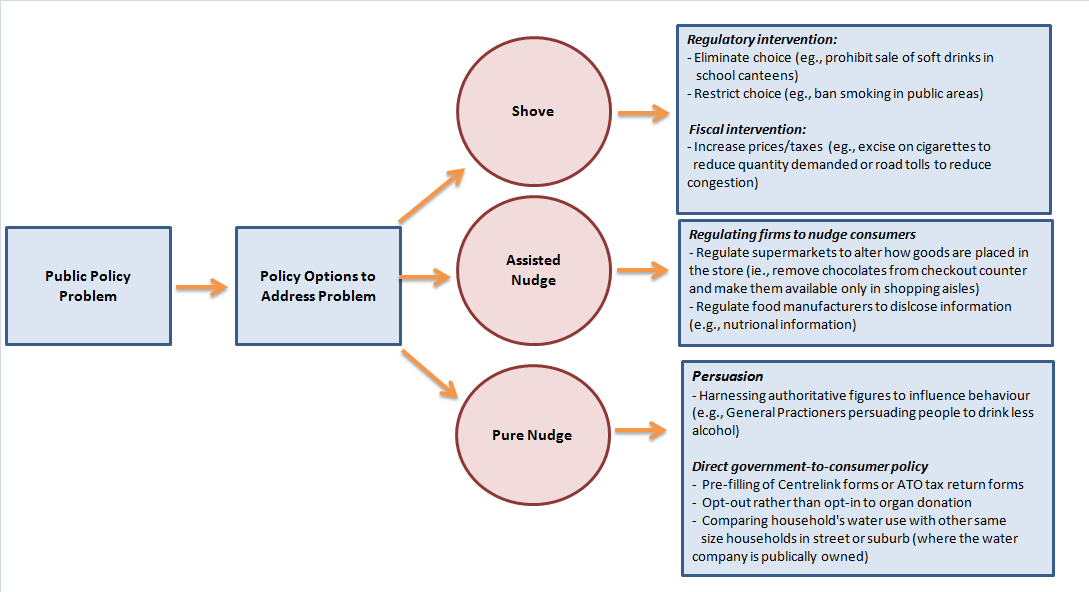 Public Policy
Problem
Policy Options to
Address Problem
Shove
Regulatory intervention:
- Eliminate choice (eg., prohibit sale of soft drinks in
school canteens)
- Restrict choice (eg., ban smoking in public areas)
Fiscal intervention:
- Increase prices/taxes (eg., excise on cigarettes to
reduce quantity demanded or road tolls to reduce
congestion)
Assisted
Nudge
Regulating firms to nudge consumers
- Regulate supermarkets to alter how goods are placed in
the store (ie., remove chocolates from checkout counter
and make them available only in shopping aisles)
- Regulate food manufacturers to dislcose information
(e.g., nutrional information)
Pure Nudge
Persuasion
- Harnessing authoritative figures to influence behaviour
(e.g., General Practioners persuading people to drink less
alcohol)
Direct government-to-consumer policy
- Pre-filling of Centrelink forms or ATO tax return forms
- Opt-out rather than opt-in to organ donation
- Comparing household's water use with other same
size households in street or suburb (where the water
company is publically owned)